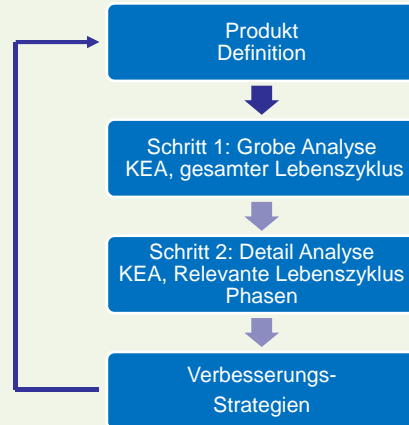 Produkt
Definition
Schritt 1: Grobe Analyse
KEA, gesamter Lebenszyklus
Schritt 2: Detail Analyse
KEA, Relevante Lebenszyklus
Phasen
Verbesserungs-
Strategien